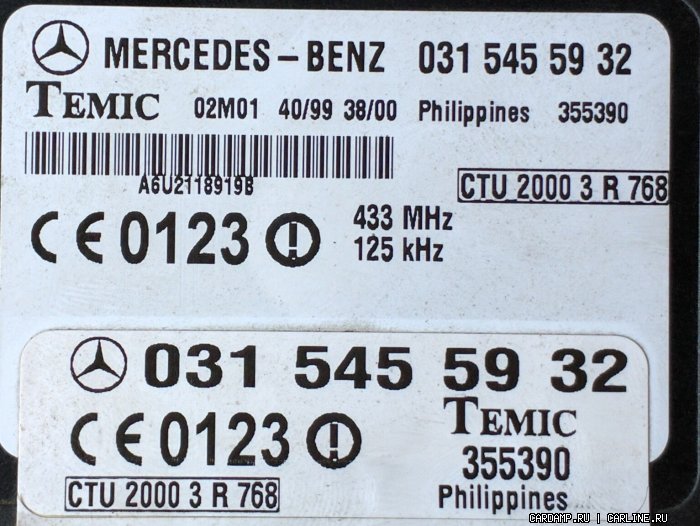 MERCEDES-BENZ 031 545 59 32
TEMIC 02M01 40/99 38/00 Philippines 355390
A6U2118919B
CTU 2000 3 R 768
CE 0123 433 MHz
125 kHz
031 545 59 32
CE 0123 TEMIC
355390
CTU 2000 3 R 768 Philippines
CARDAMP.RU | CARLINE.RU